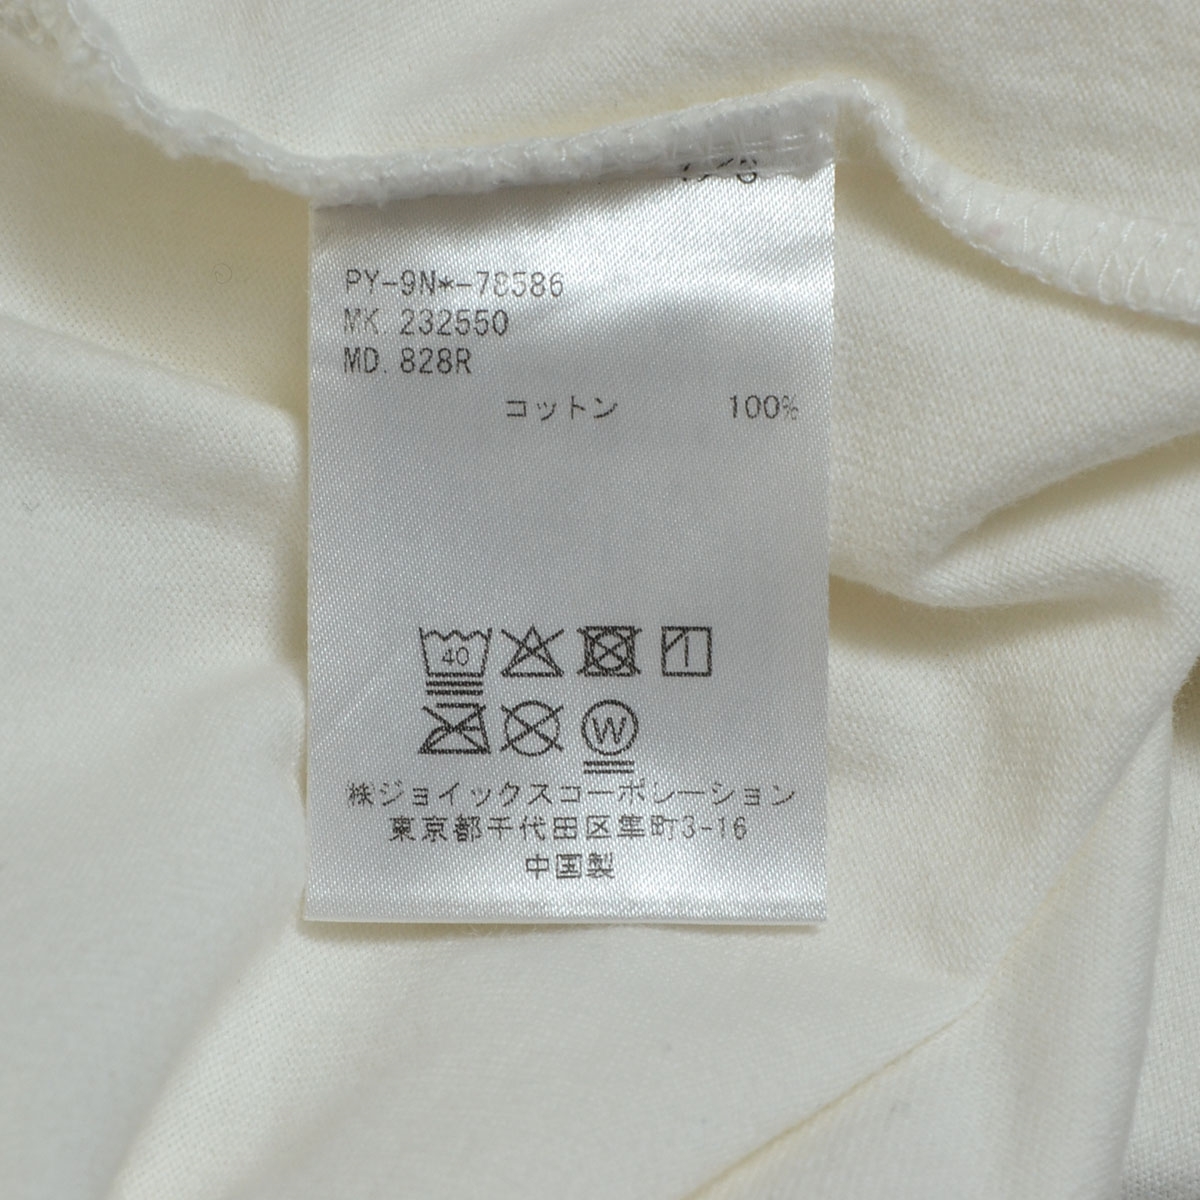 PY-9N*-78586
MK. 232550
MD. 828R
コットン 100%
40
W
株ジョイックスコーポレーション
東京都千代田区隼町3-16
中国製